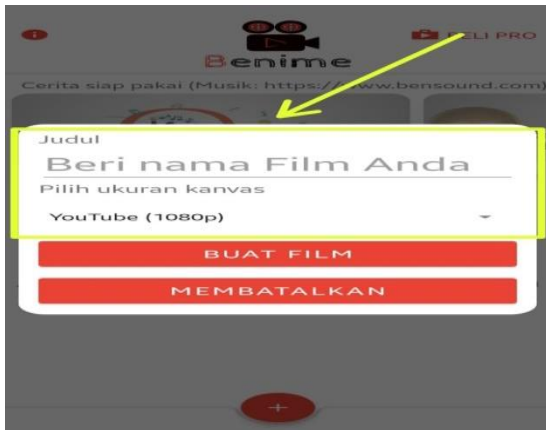 BELI PRO
Benime
Cerita siap pakai (Musik: https://www.bensound.com)
Judul
Beri nama Film Anda
Pilih ukuran kanvas
YouTube (1080p)
BUAT FILM
MEMBATALKAN
+